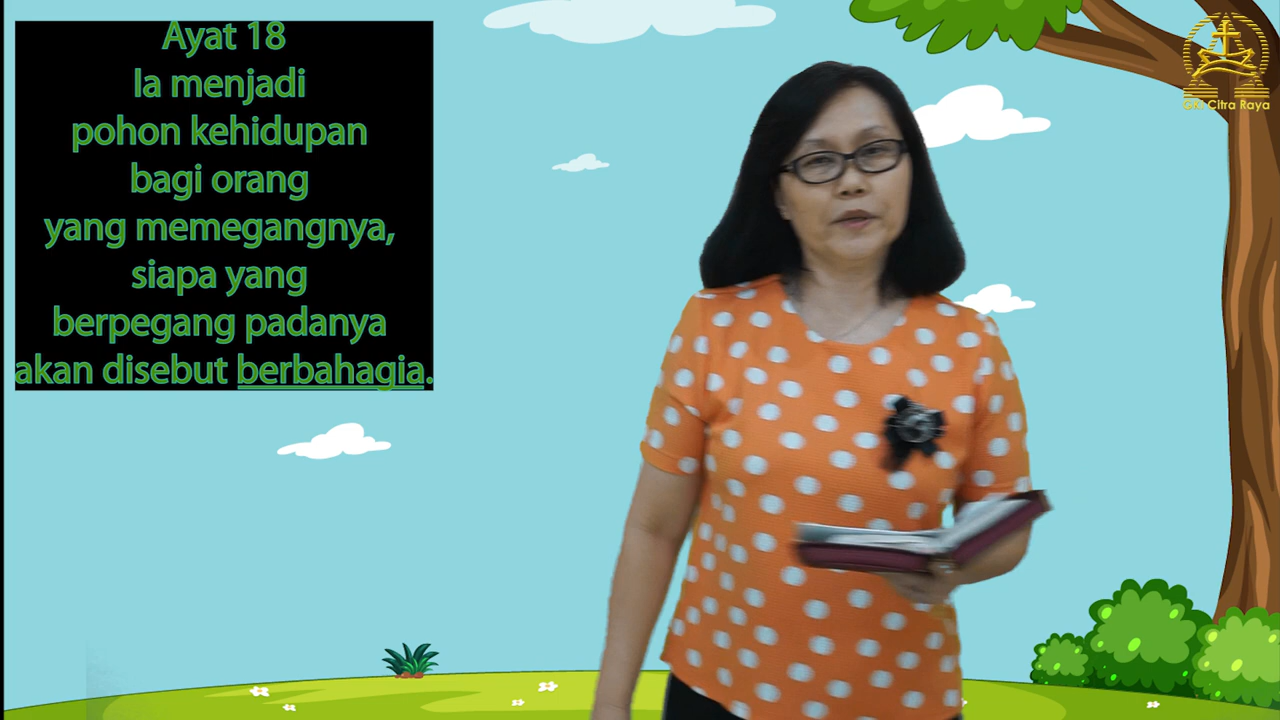 Ayat 18
Ia menjadi
pohon kehidupan
bagi orang
yang memegangnya,
siapa yang
berpegang padanya
akan disebut berbahagia.
GKI Citra Raya